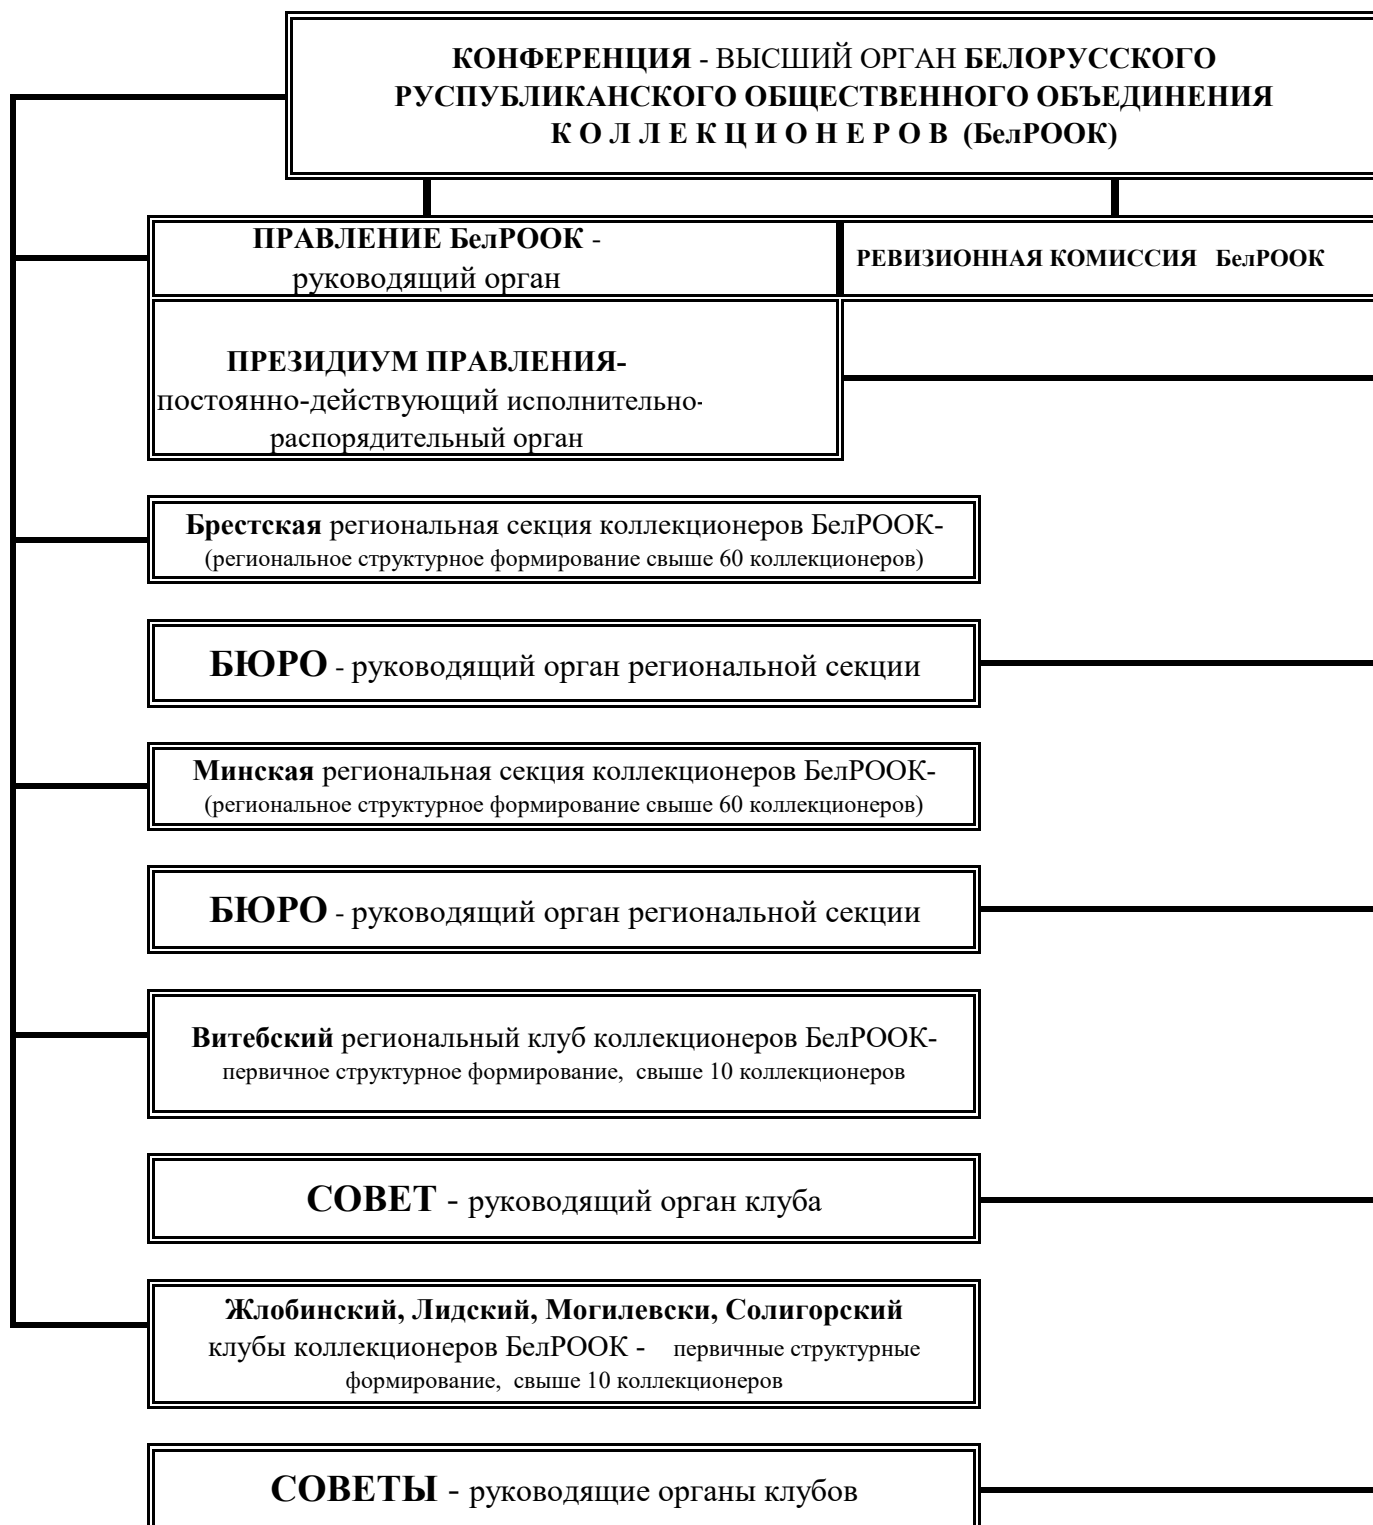 КОНФЕРЕНЦИЯ - ВЫСШИЙ ОРГАН БЕЛОРУССКОГО
РУСПУБЛИКАНСКОГО ОБЩЕСТВЕННОГО ОБЪЕДИНЕНИЯ
К О Л Л Е К Ц И О Н Е Р О В (БелРООК)
ПРАВЛЕНИЕ БелРООК -
руководящий орган
РЕВИЗИОННАЯ КОМИССИЯ БелРООК
ПРЕЗИДИУМ ПРАВЛЕНИЯ-
постоянно-действующий исполнительно-
распорядительный орган
Брестская региональная секция коллекционеров БелРООК-
(региональное структурное формирование свыше 60 коллекционеров)
БЮРО - руководящий орган региональной секции
Минская региональная секция коллекционеров БелРООК-
(региональное структурное формирование свыше 60 коллекционеров)
БЮРО - руководящий орган региональной секции
Витебский региональный клуб коллекционеров БелРООК-
первичное структурное формирование, свыше 10 коллекционеров
СОВЕТ - руководящий орган клуба
Жлобинский, Лидский, Могилевски, Солигорский
клубы коллекционеров БелРООК - первичные структурные
формирование, свыше 10 коллекционеров
СОВЕТЫ - руководящие органы клубов